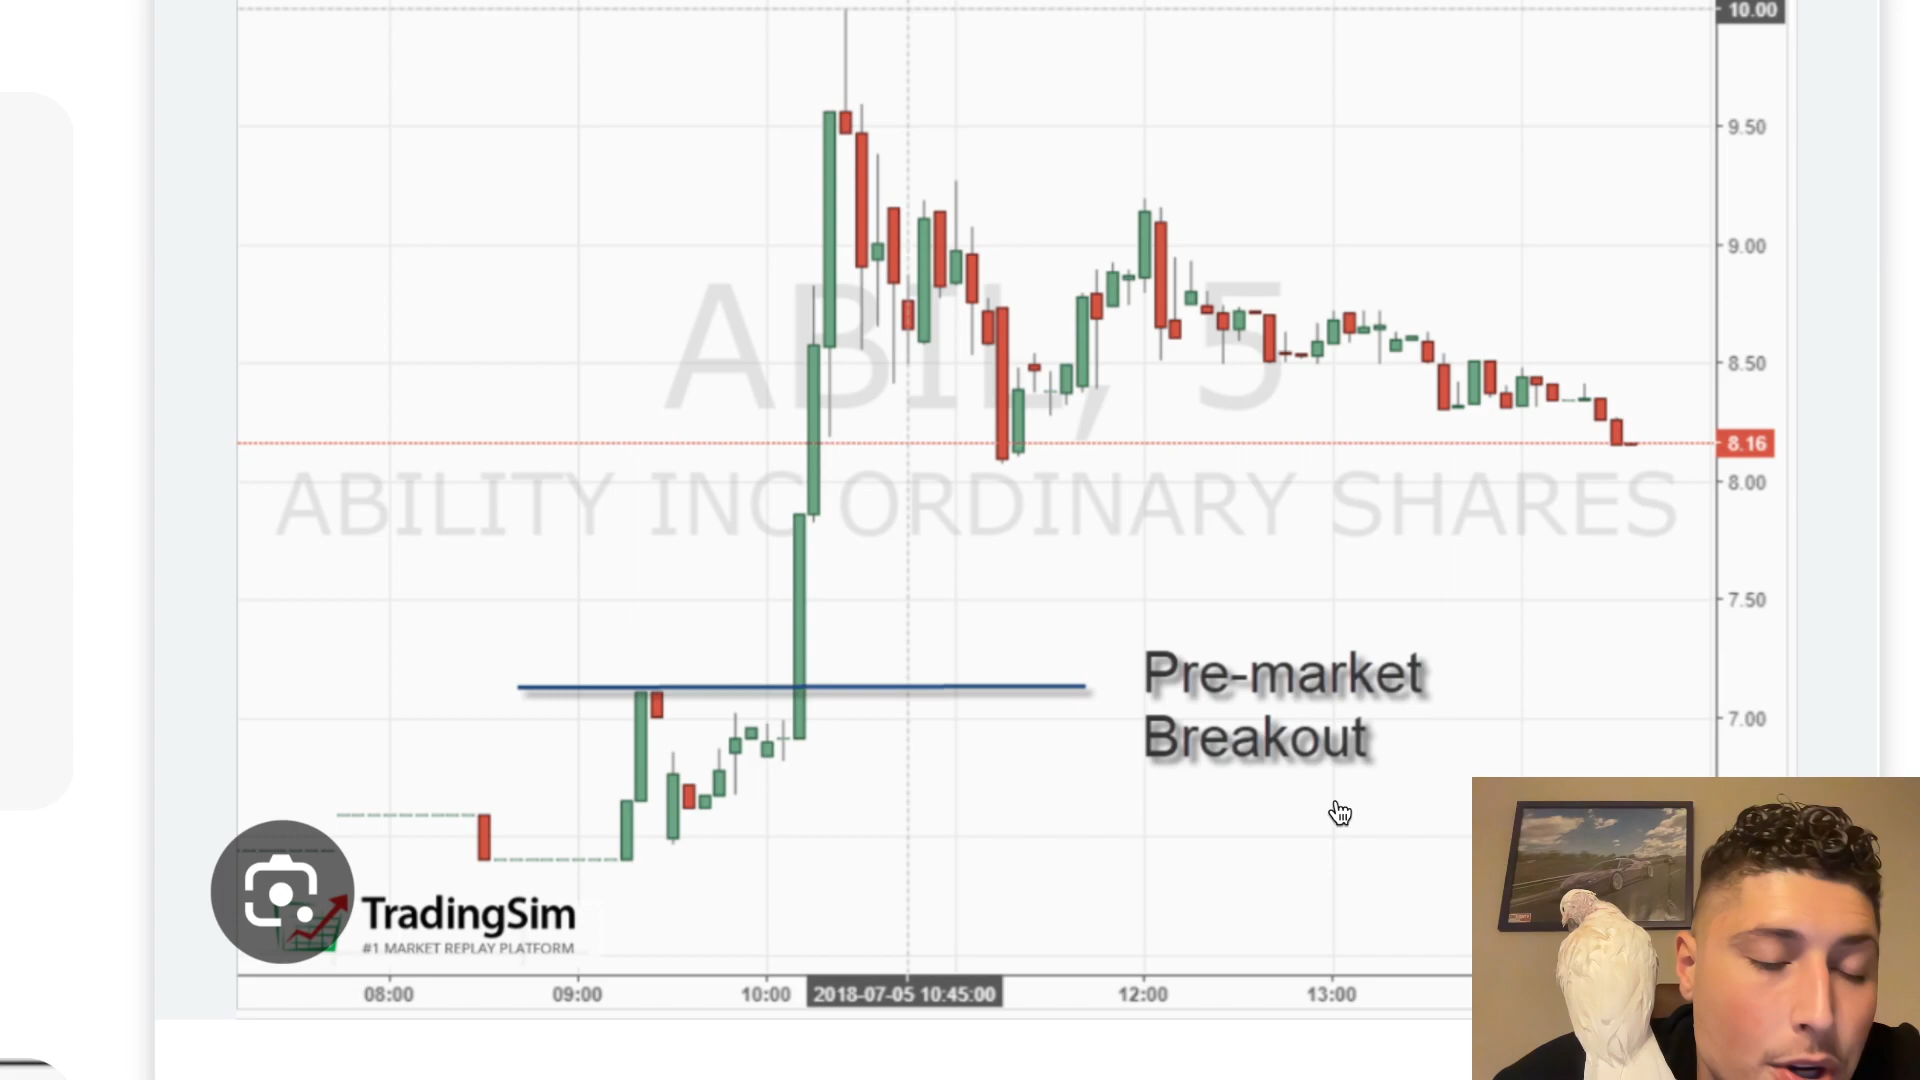 10.00
9.50
9.00
ABIL, 5
8.50
8.16
8.00
ABILITY INC ORDINARY SHARES
7.50
Pre-market
Breakout
7.00
TradingSim
#1 MARKET REPLAY PLATFORM
08:00 09:00 10:00 2018-07-05 10:45:00 12:00 13:00